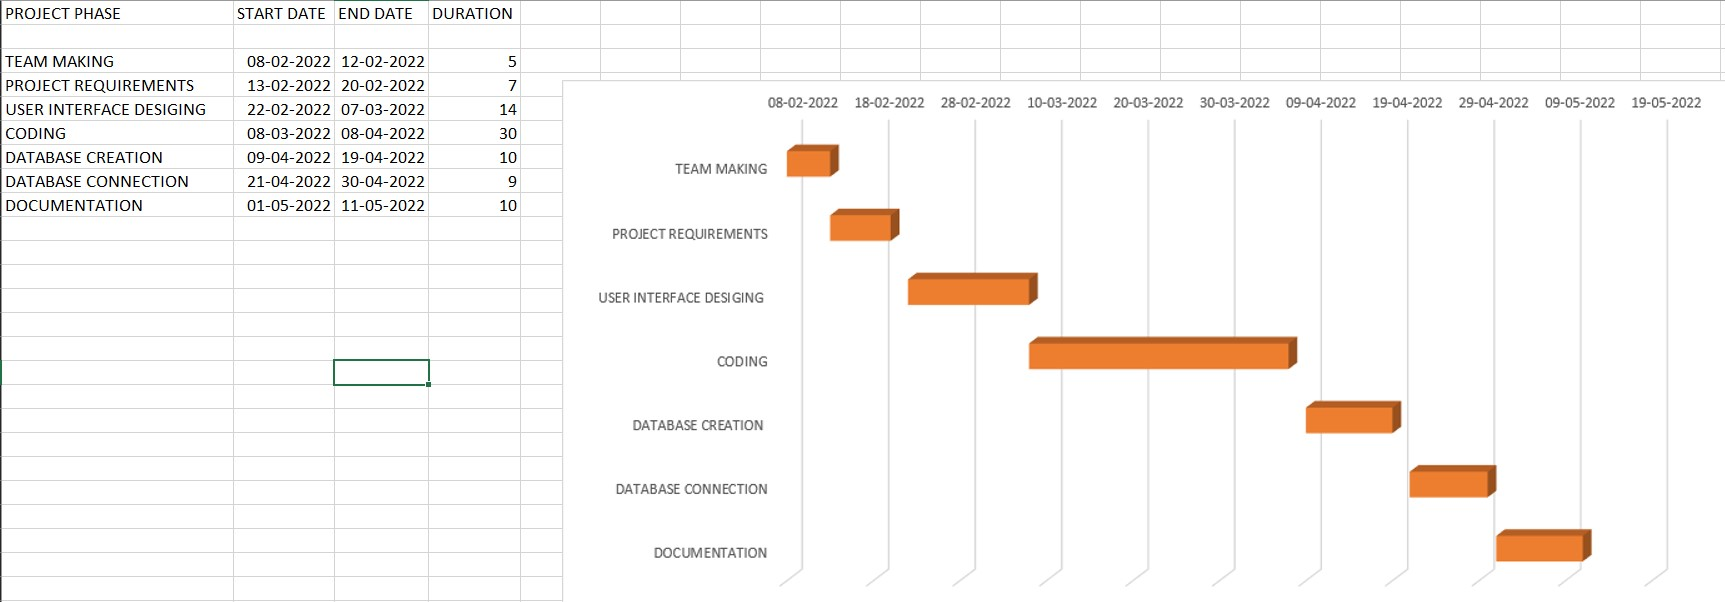 PROJECT PHASE START DATE END DATE DURATION
TEAM MAKING 08-02-2022 12-02-2022 5
PROJECT REQUIREMENTS 13-02-2022 20-02-2022 7
USER INTERFACE DESIGING 22-02-2022 07-03-2022 14
CODING 08-03-2022 08-04-2022 30
DATABASE CREATION 09-04-2022 19-04-2022 10
DATABASE CONNECTION 21-04-2022 30-04-2022 9
DOCUMENTATION 01-05-2022 11-05-2022 10
08-02-2022 18-02-2022 28-02-2022 10-03-2022 20-03-2022 30-03-2022 09-04-2022 19-04-2022 29-04-2022 09-05-2022 19-05-2022
TEAM MAKING
PROJECT REQUIREMENTS
USER INTERFACE DESIGING
CODING
DATABASE CREATION
DATABASE CONNECTION
DOCUMENTATION